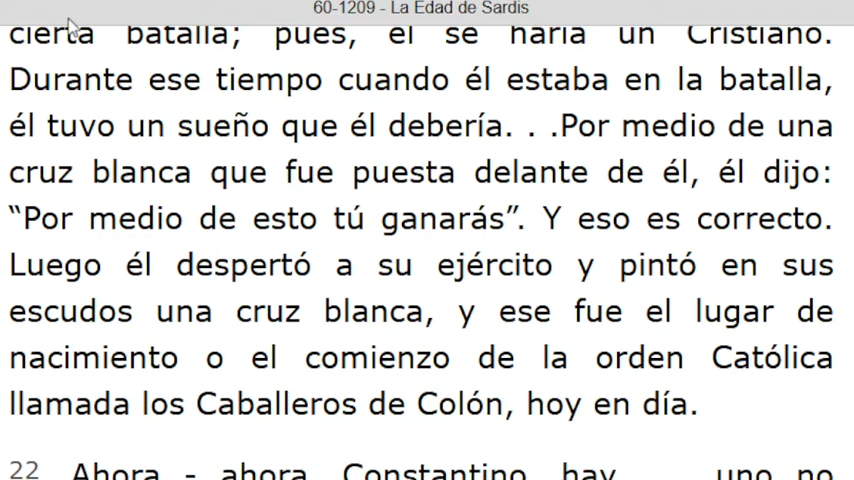 60-1209 - La Edad de Sardis
cierta batalla; pues, él se haría un Cristiano.
Durante ese tiempo cuando él estaba en la batalla,
él tuvo un sueño que él debería. . .Por medio de una
cruz blanca que fue puesta delante de él, él dijo:
“Por medio de esto tú ganarás”. Y eso es correcto.
Luego él despertó a su ejército y pintó en sus
escudos una cruz blanca, y ese fue el lugar de
nacimiento o el comienzo de la orden Católica
llamada los Caballeros de Colón, hoy en día.
22 Ahora - ahora, Constantino, hay uno no